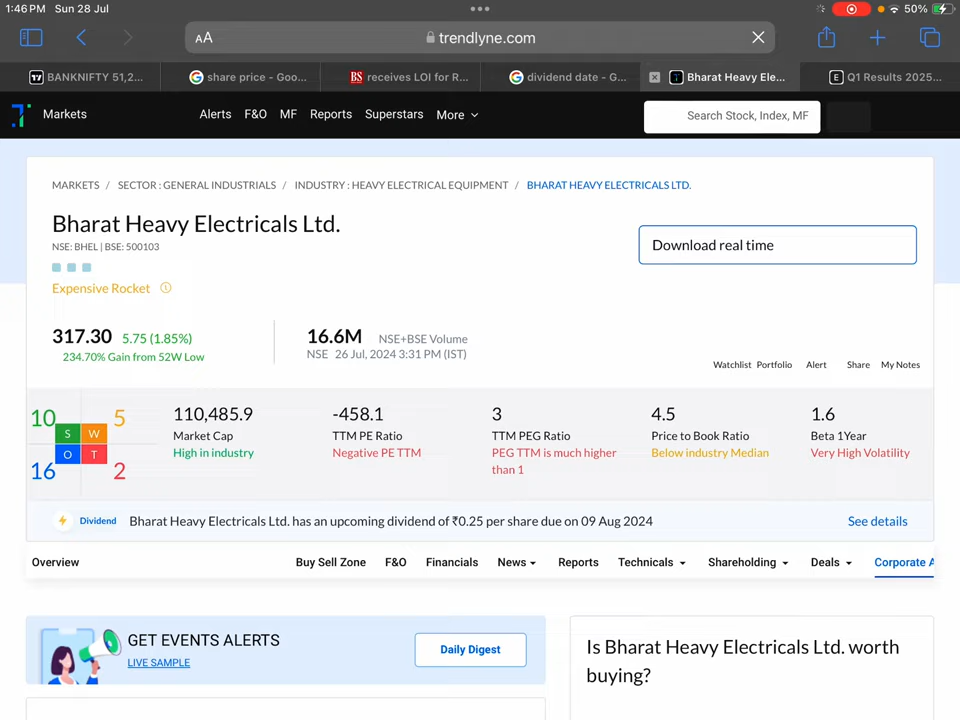 1:46 PM Sun 28 Jul
50%
AA
trendlyne.com
BANKNIFTY 51,2...
share price - Goo...
BS receives LOI for R...
dividend date - G...
Bharat Heavy Ele...
E Q1 Results 2025...
Markets
Alerts F&O MF Reports Superstars More
Search Stock, Index, MF
MARKETS / SECTOR : GENERAL INDUSTRIALS / INDUSTRY : HEAVY ELECTRICAL EQUIPMENT / BHARAT HEAVY ELECTRICALS LTD.
Bharat Heavy Electricals Ltd.
NSE: BHEL | BSE: 500103
Download real time
Expensive Rocket
317.30 5.75 (1.85%)
234.70% Gain from 52W Low
16.6M NSE+BSE Volume
NSE 26 Jul, 2024 3:31 PM (IST)
Watchlist Portfolio Alert Share My Notes
10 5
S W
O T
16 2
110,485.9
Market Cap
High in industry
-458.1
TTM PE Ratio
Negative PE TTM
3
TTM PEG Ratio
PEG TTM is much higher
than 1
4.5
Price to Book Ratio
Below industry Median
1.6
Beta 1Year
Very High Volatility
Dividend Bharat Heavy Electricals Ltd. has an upcoming dividend of ₹0.25 per share due on 09 Aug 2024 See details
Overview Buy Sell Zone F&O Financials News Reports Technicals Shareholding Deals Corporate A
GET EVENTS ALERTS
LIVE SAMPLE
Daily Digest
Is Bharat Heavy Electricals Ltd. worth
buying?